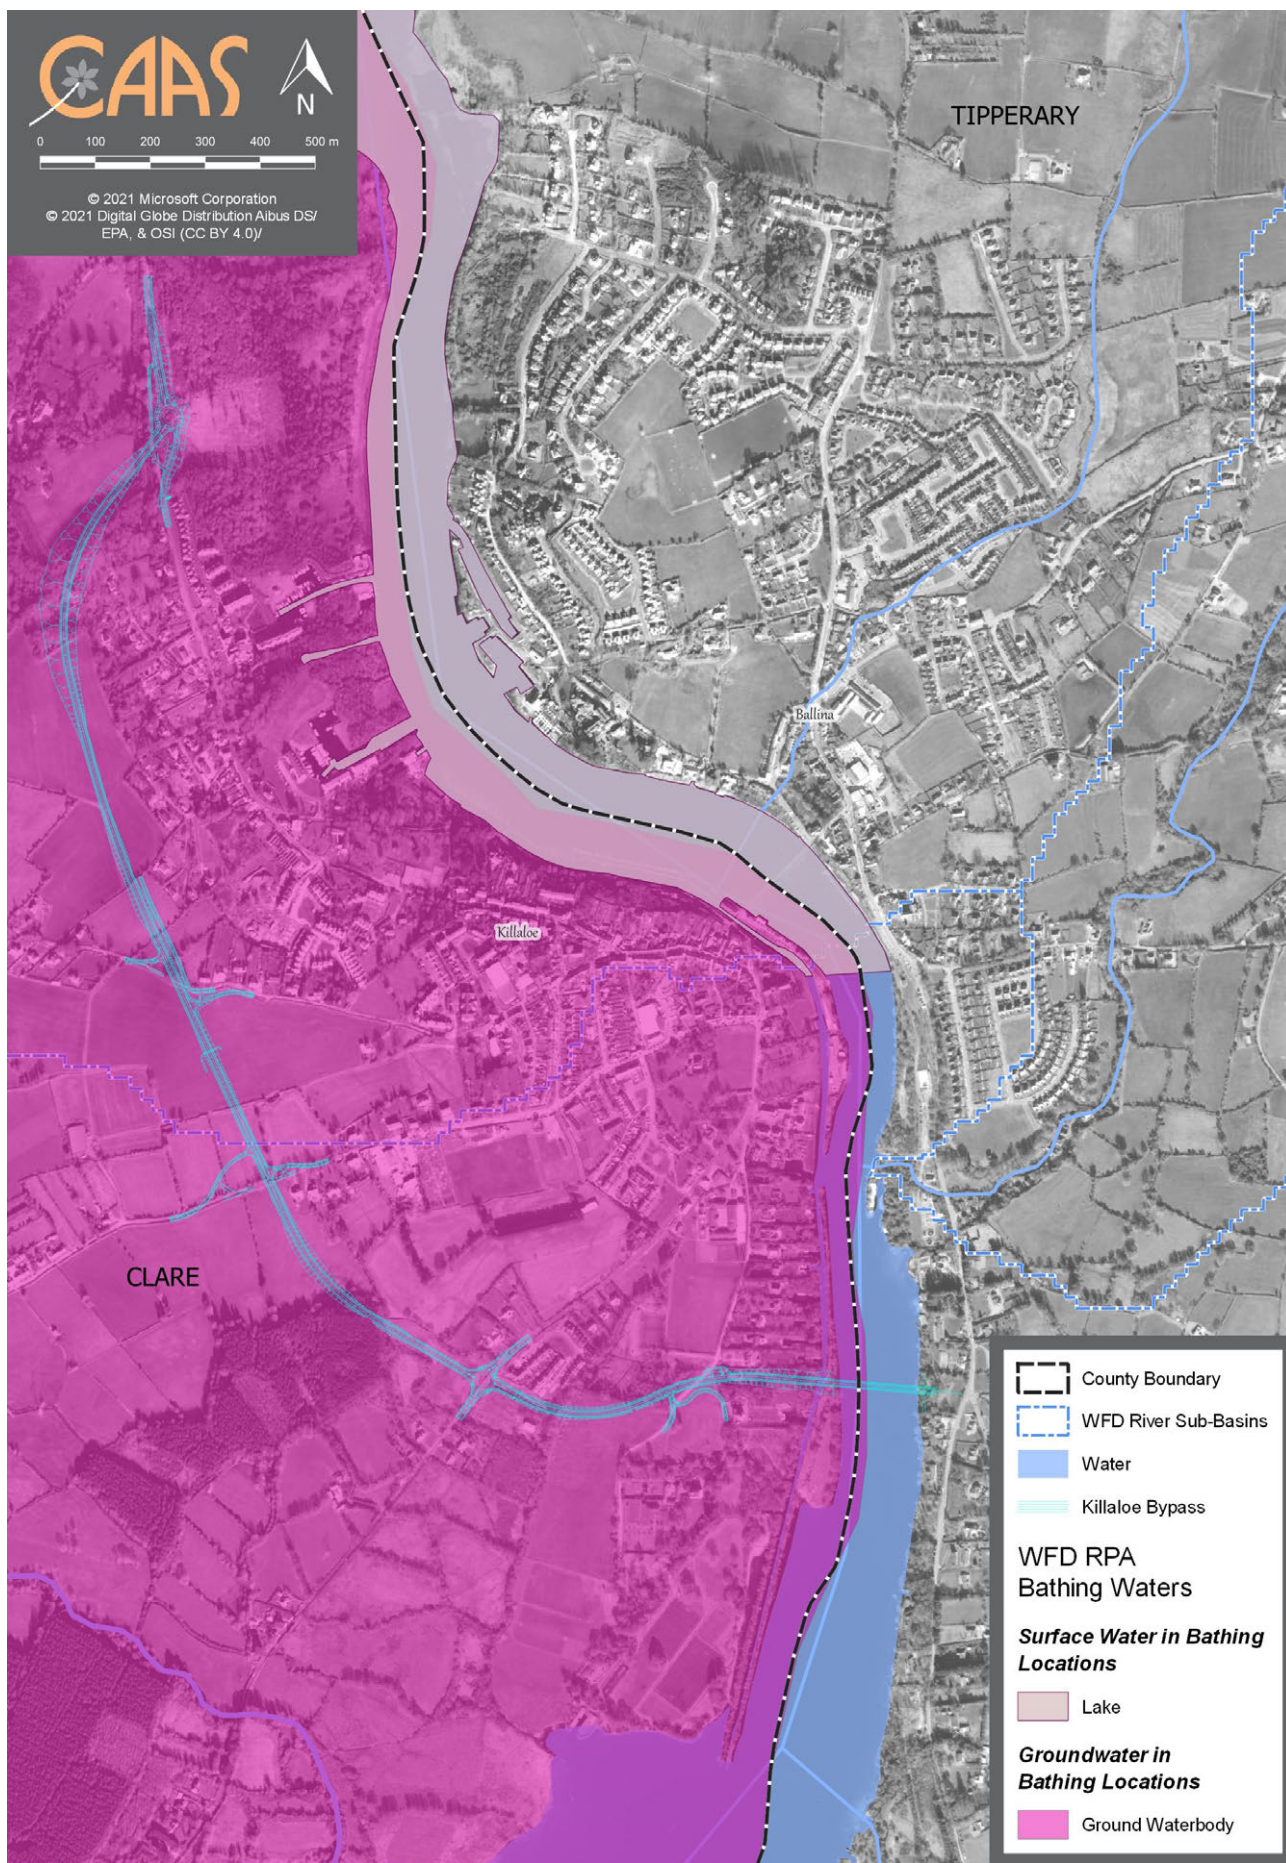 CAAS
N
0 100 200 300 400 500 m
© 2021 Microsoft Corporation
© 2021 Digital Globe Distribution Aibus DS/
EPA, & OSI (CC BY 4.0)/
TIPPERARY
Ballina
Killaloe
CLARE
County Boundary
WFD River Sub-Basins
Water
Killaloe Bypass
WFD RPA
Bathing Waters
Surface Water in Bathing
Locations
Lake
Groundwater in
Bathing Locations
Ground Waterbody